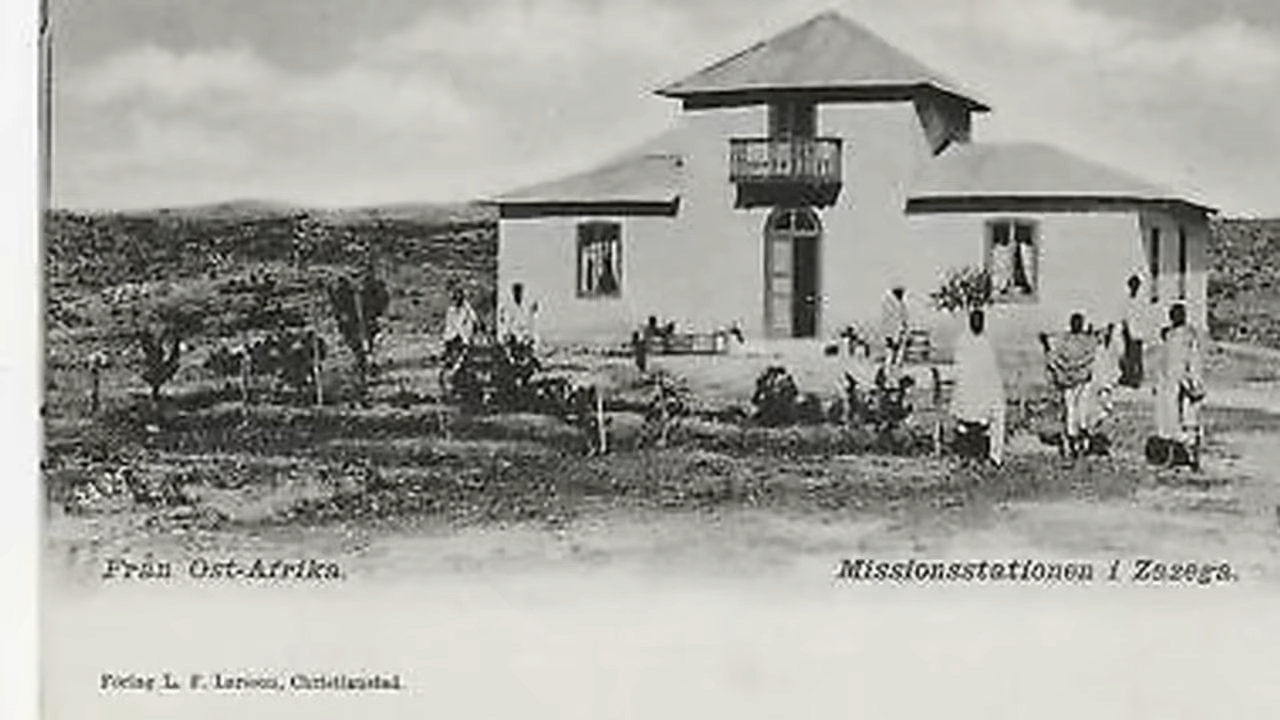 Från Ost-Afrika.
Missionsstationen i Zazega.
Förlag L. F. Larsson, Christianstad.